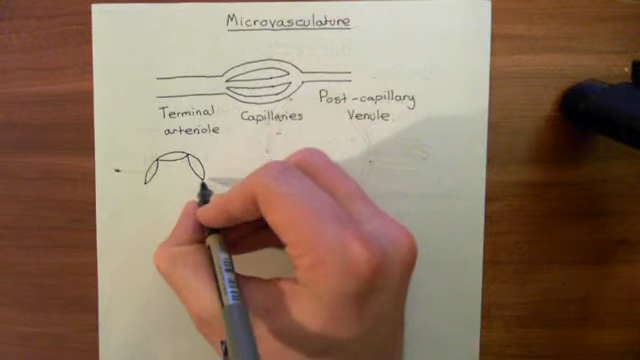 Microvasculature
Terminal
arteriole
Capillaries
Post-capillary
Venule.